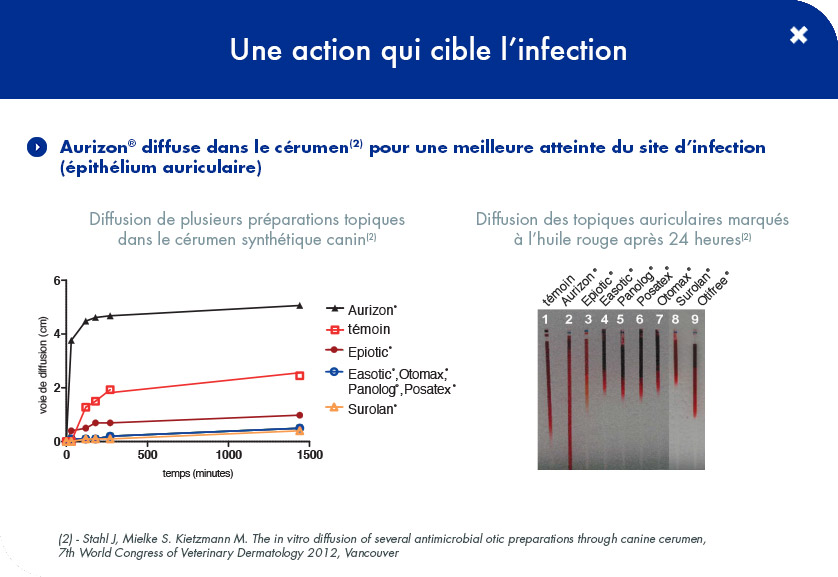 Une action qui cible l’infection
Aurizon® diffuse dans le cérumen(2) pour une meilleure atteinte du site d’infection
(épithélium auriculaire)
Diffusion de plusieurs préparations topiques
dans le cérumen synthétique canin(2)
6
4
2
0
voie de diffusion (cm)
0 500 1000 1500
temps (minutes)
Aurizon®
témoin
Epiotic®
Easotic®,Otomax®,
Panolog®,Posatex®
Surolan®
Diffusion des topiques auriculaires marqués
à l’huile rouge après 24 heures(2)
témoin
Aurizon®
Epiotic®
Easotic®
Panolog®
Posatex®
Otomax®
Surolan®
Otifree®
1 2 3 4 5 6 7 8 9
(2) - Stahl J, Mielke S. Kietzmann M. The in vitro diffusion of several antimicrobial otic preparations through canine cerumen,
7th World Congress of Veterinary Dermatology 2012, Vancouver